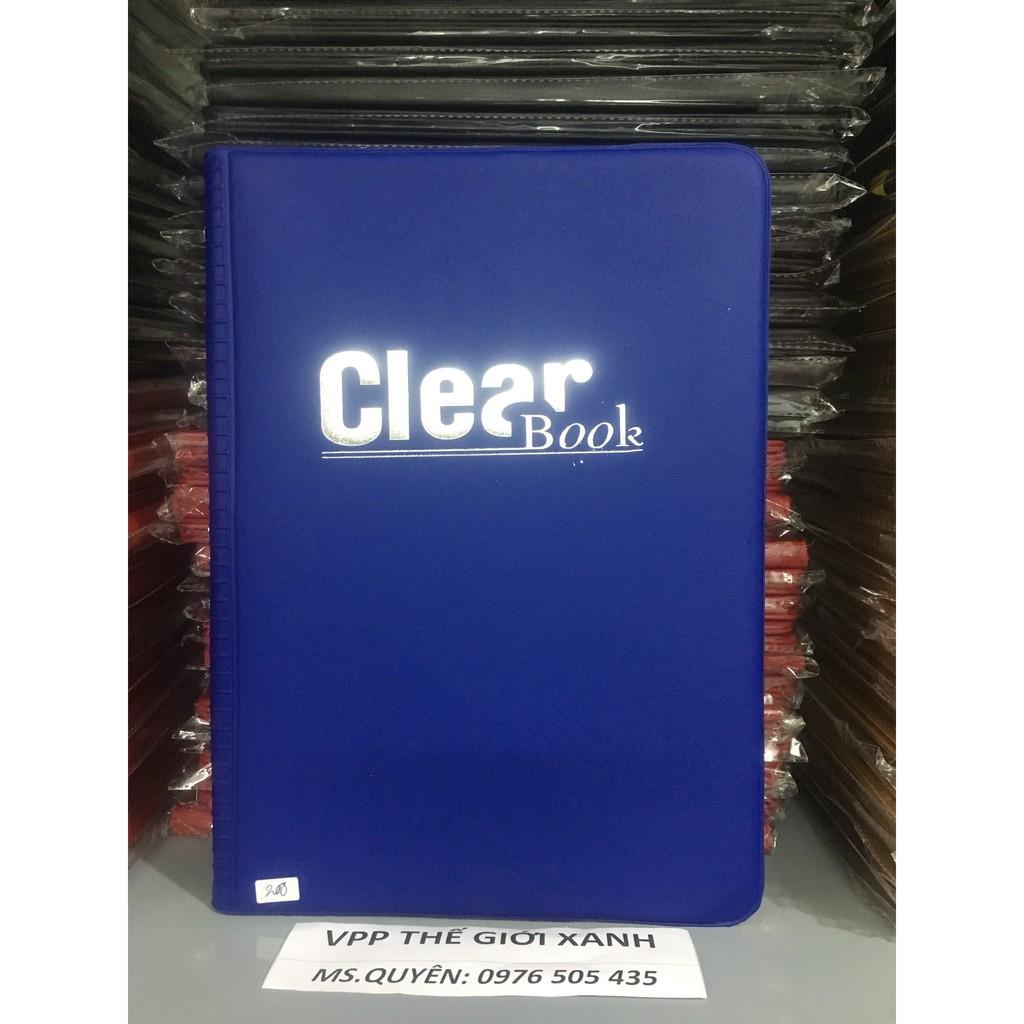 Clear
Book
200
VPP THẾ GIỚI XANH
MS.QUYÊN: 0976 505 435